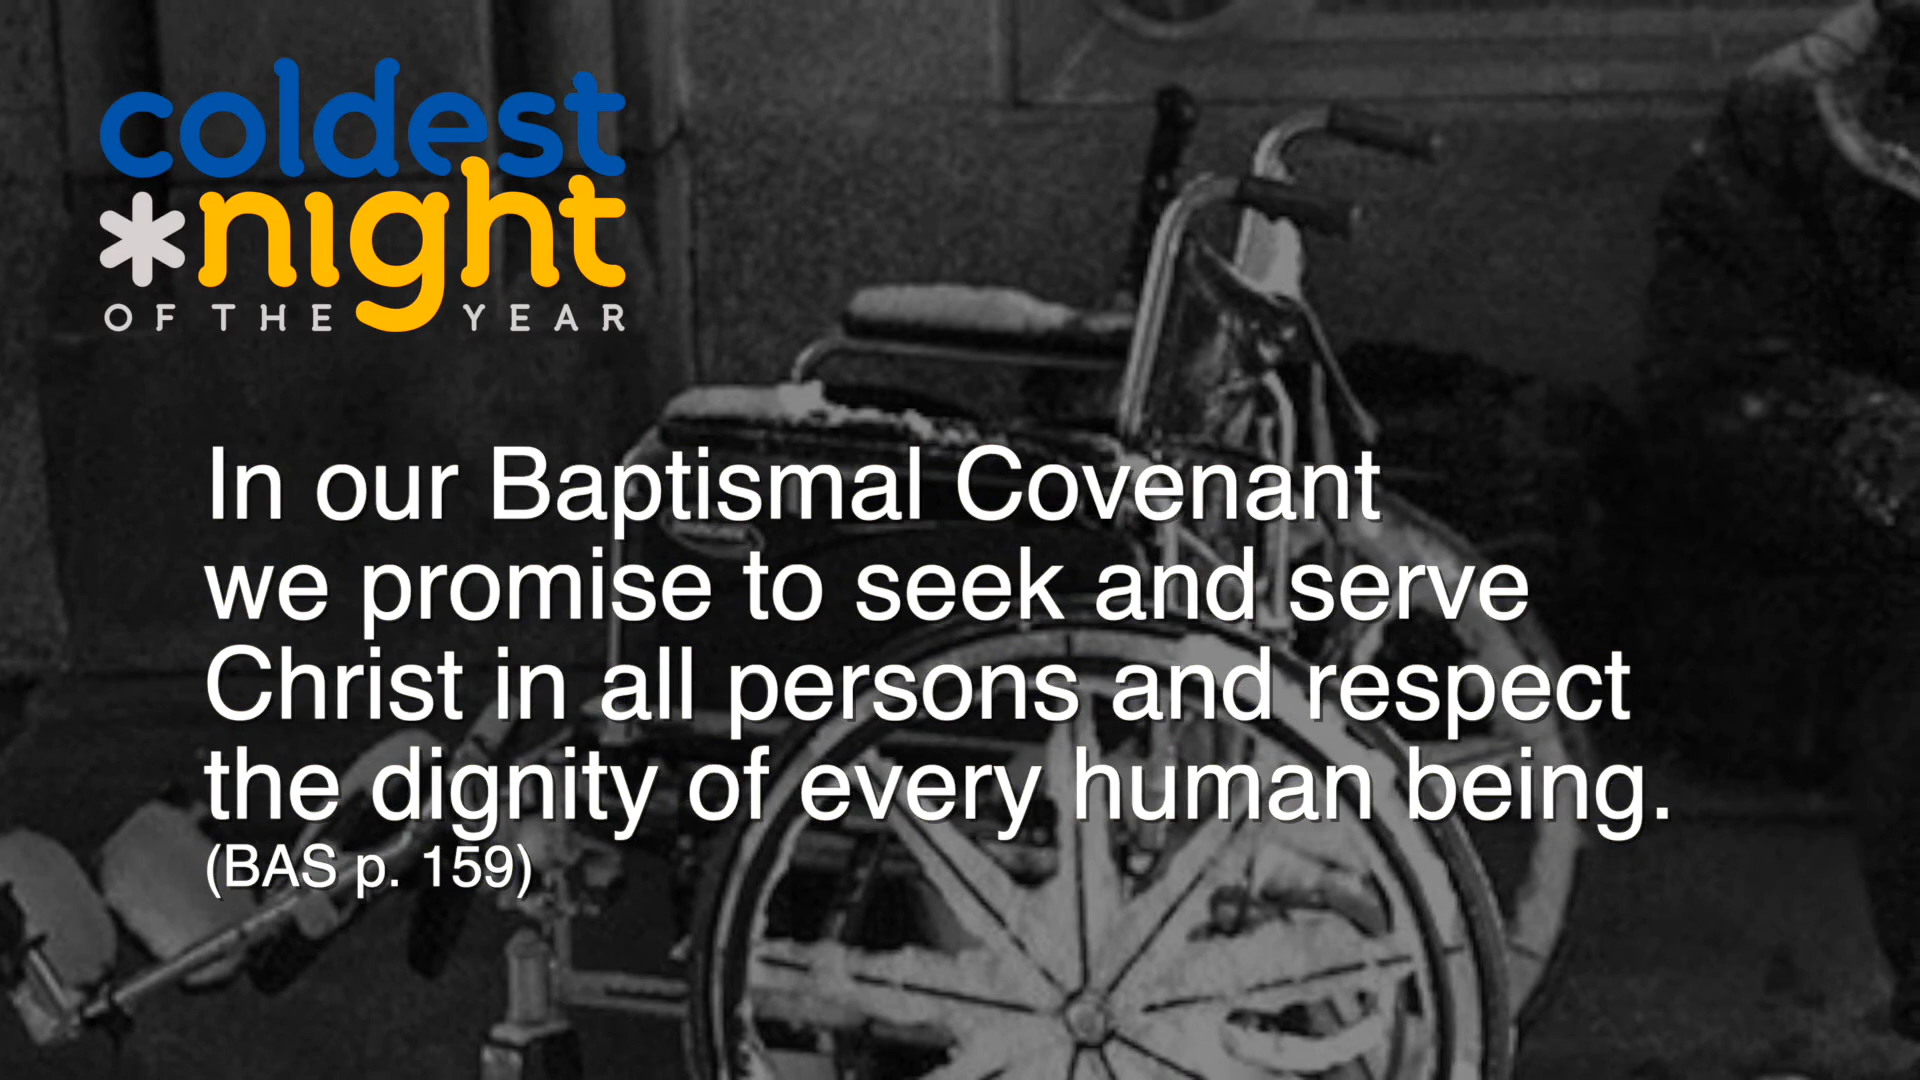 coldest
*night
OF THE YEAR
In our Baptismal Covenant
we promise to seek and serve
Christ in all persons and respect
the dignity of every human being.
(BAS p. 159)